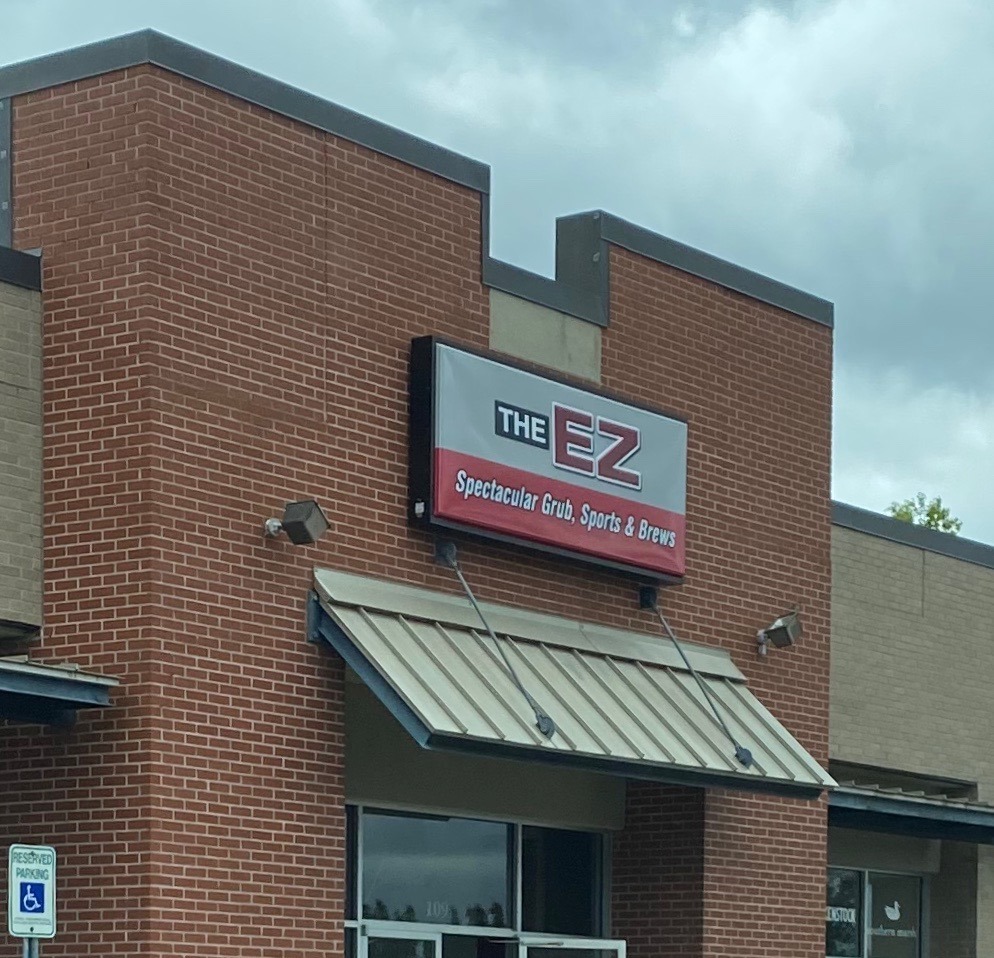 THE EZ
Spectacular Grub, Sports & Brews
RESERVED
PARKING
109
southern marsh